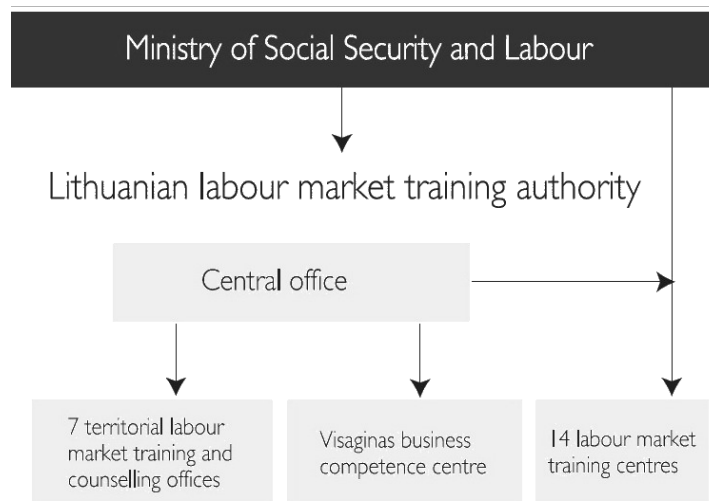 Ministry of Social Security and Labour
Lithuanian labour market training authority
Central office
7 territorial labour
market training and
counselling offices
Visaginas business
competence centre
14 labour market
training centres